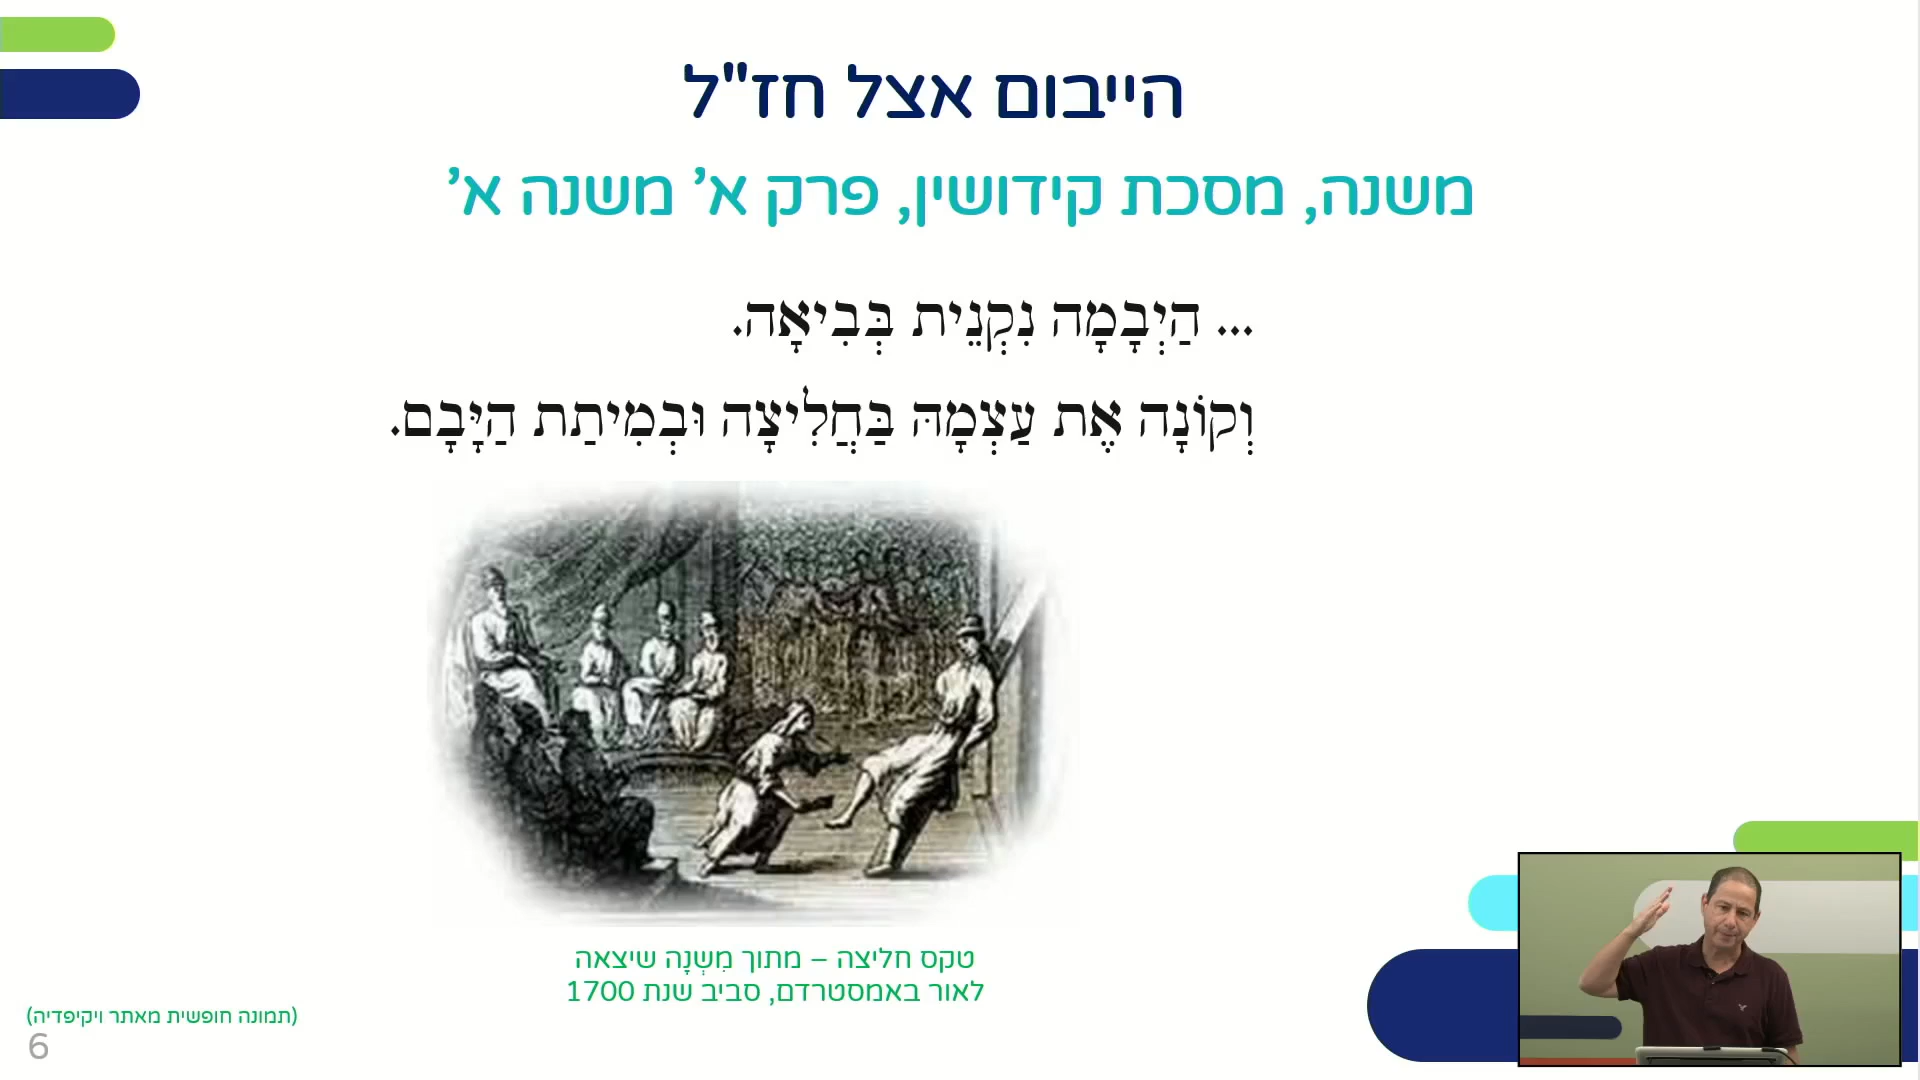 הייבום אצל חז"ל
משנה, מסכת קידושין, פרק א' משנה א'
... הַיְבָמָה נִקְנֵית בְּבִיאָה.
וְקוֹנָה אֶת עַצְמָהּ בַּחֲלִיצָה וּבְמִיתַת הַיָּבָם.
טקס חליצה – מתוך מִשְנָה שיצאה
לאור באמסטרדם, סביב שנת 1700
(תמונה חופשית מאתר ויקיפדיה)
6